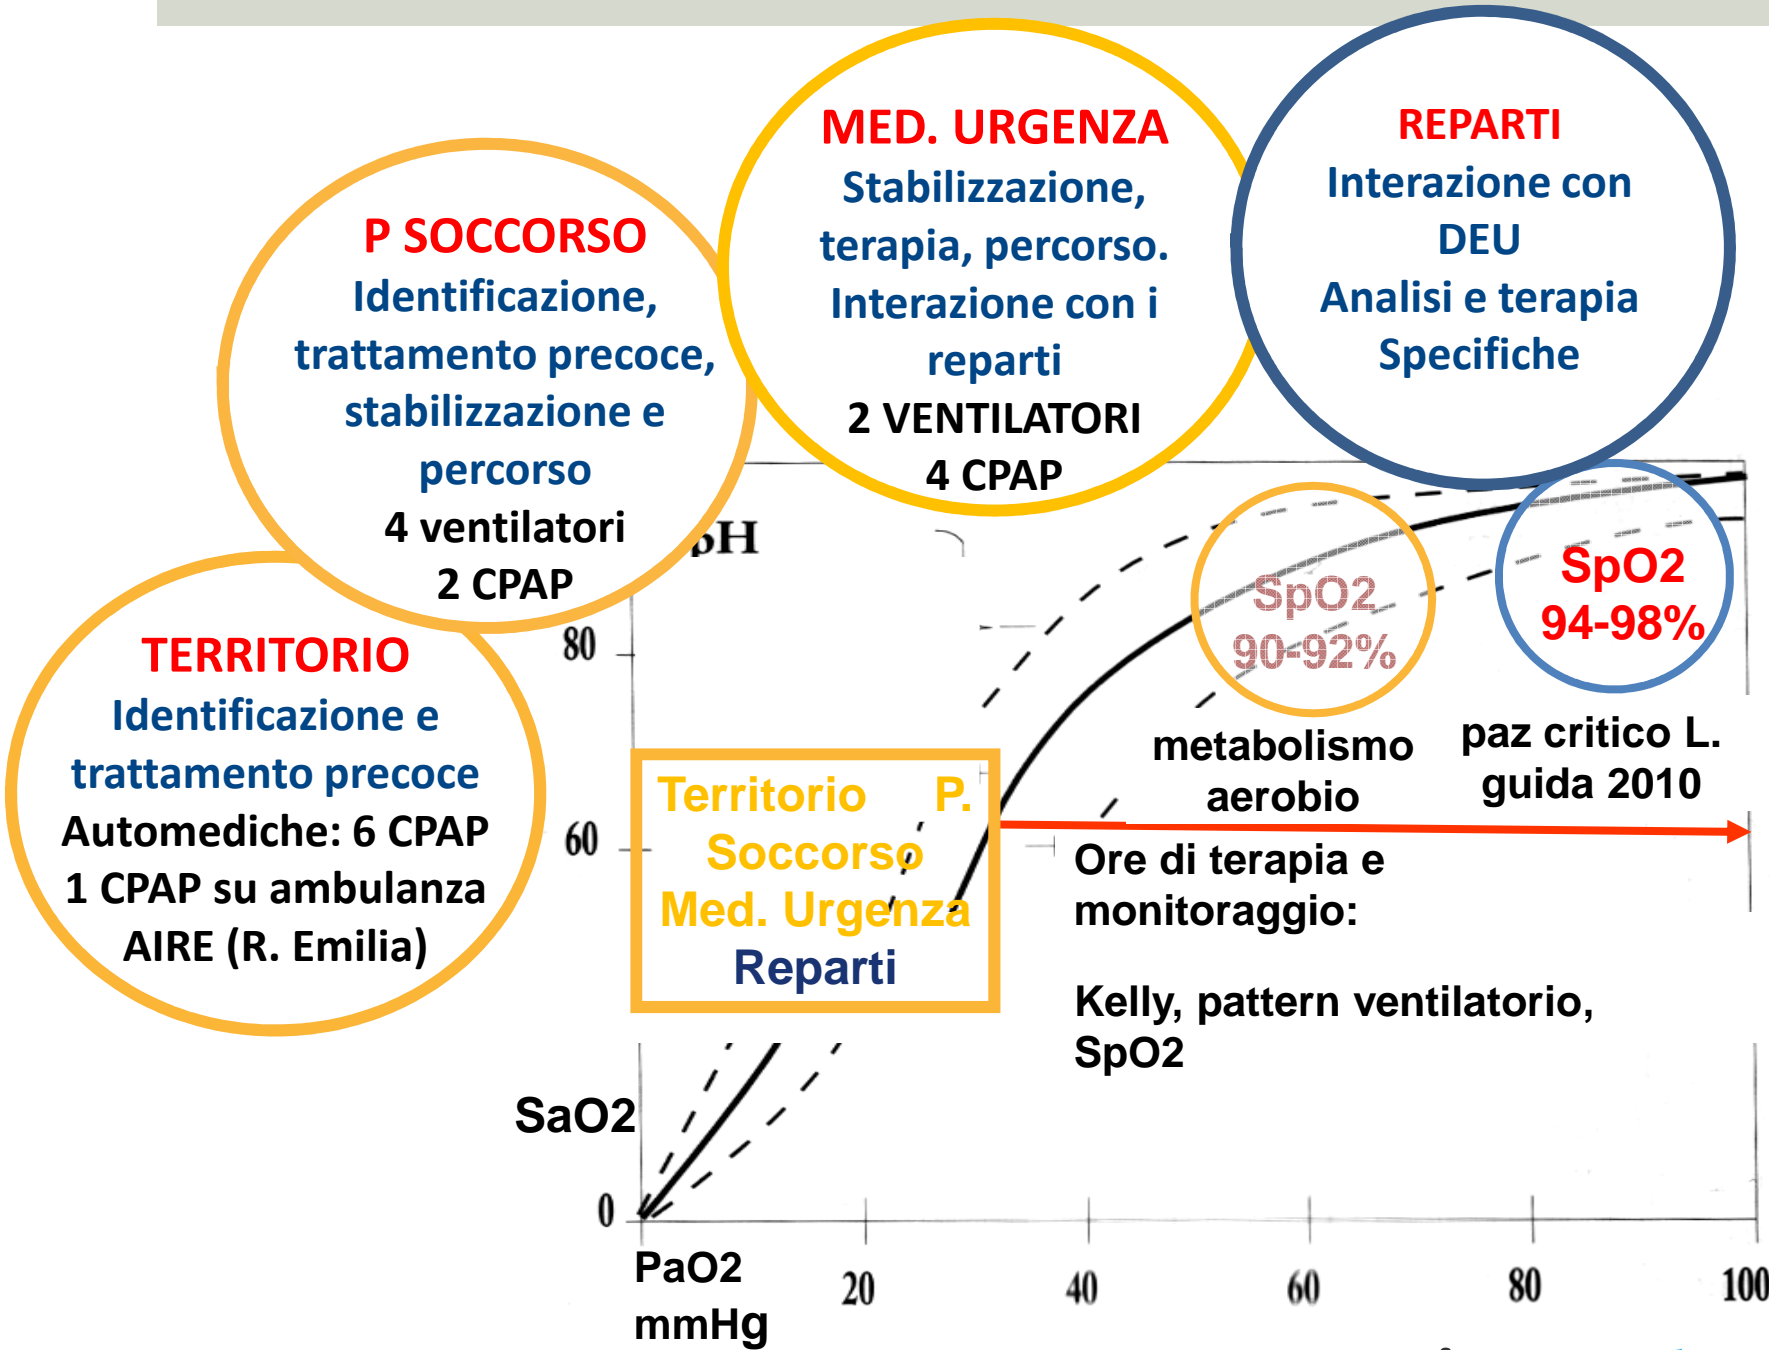 MED. URGENZA
Stabilizzazione,
terapia, percorso.
Interazione con i
reparti
2 VENTILATORI
4 CPAP
REPARTI
Interazione con
DEU
Analisi e terapia
Specifiche
P SOCCORSO
Identificazione,
trattamento precoce,
stabilizzazione e
percorso
4 ventilatori
2 CPAP
pH
TERRITORIO
Identificazione e
trattamento precoce
Automediche: 6 CPAP
1 CPAP su ambulanza
AIRE (R. Emilia)
SpO2
90-92%
SpO2
94-98%
metabolismo
aerobio
paz critico L.
guida 2010
80
60
Territorio P.
Soccorso
Med. Urgenza
Reparti
Ore di terapia e
monitoraggio:
Kelly, pattern ventilatorio,
SpO2
SaO2
0
PaO2
mmHg
20
40
60
80
100